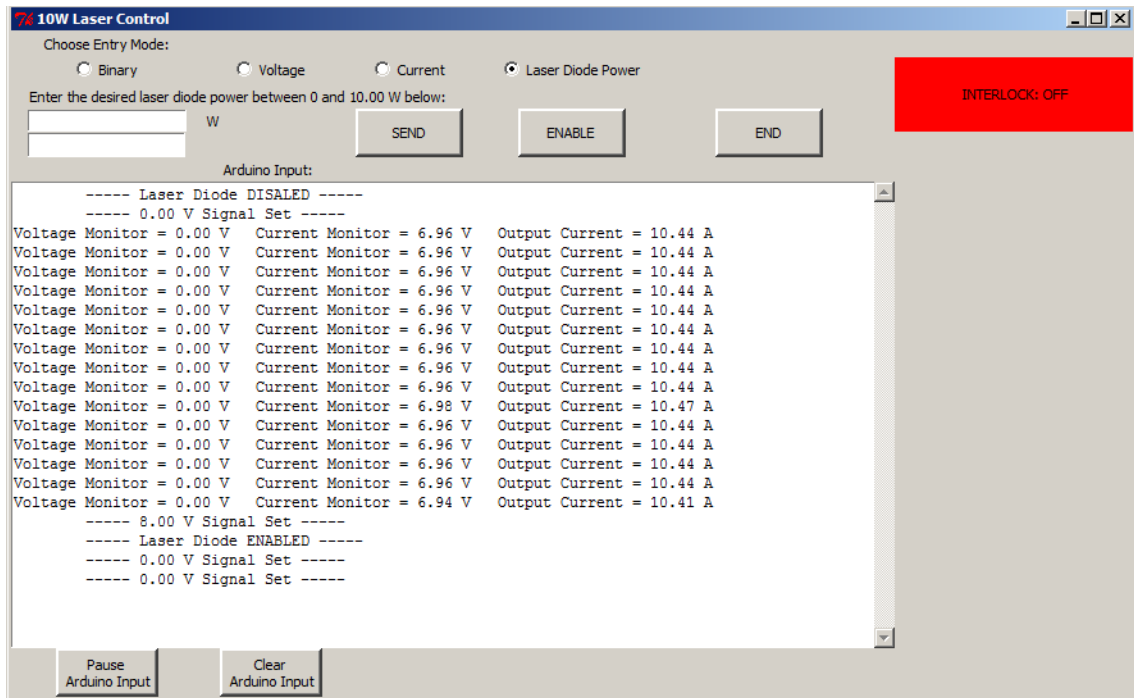 10W Laser Control
Choose Entry Mode:
Binary Voltage Current Laser Diode Power
Enter the desired laser diode power between 0 and 10.00 W below:
INTERLOCK: OFF
W
SEND ENABLE END
Arduino Input:
----- Laser Diode DISALED -----
----- 0.00 V Signal Set -----
Voltage Monitor = 0.00 V Current Monitor = 6.96 V Output Current = 10.44 A
Voltage Monitor = 0.00 V Current Monitor = 6.96 V Output Current = 10.44 A
Voltage Monitor = 0.00 V Current Monitor = 6.96 V Output Current = 10.44 A
Voltage Monitor = 0.00 V Current Monitor = 6.96 V Output Current = 10.44 A
Voltage Monitor = 0.00 V Current Monitor = 6.96 V Output Current = 10.44 A
Voltage Monitor = 0.00 V Current Monitor = 6.96 V Output Current = 10.44 A
Voltage Monitor = 0.00 V Current Monitor = 6.96 V Output Current = 10.44 A
Voltage Monitor = 0.00 V Current Monitor = 6.96 V Output Current = 10.44 A
Voltage Monitor = 0.00 V Current Monitor = 6.96 V Output Current = 10.44 A
Voltage Monitor = 0.00 V Current Monitor = 6.98 V Output Current = 10.47 A
Voltage Monitor = 0.00 V Current Monitor = 6.96 V Output Current = 10.44 A
Voltage Monitor = 0.00 V Current Monitor = 6.96 V Output Current = 10.44 A
Voltage Monitor = 0.00 V Current Monitor = 6.96 V Output Current = 10.44 A
Voltage Monitor = 0.00 V Current Monitor = 6.96 V Output Current = 10.44 A
Voltage Monitor = 0.00 V Current Monitor = 6.94 V Output Current = 10.41 A
----- 8.00 V Signal Set -----
----- Laser Diode ENABLED -----
----- 0.00 V Signal Set -----
----- 0.00 V Signal Set -----
Pause
Arduino Input
Clear
Arduino Input